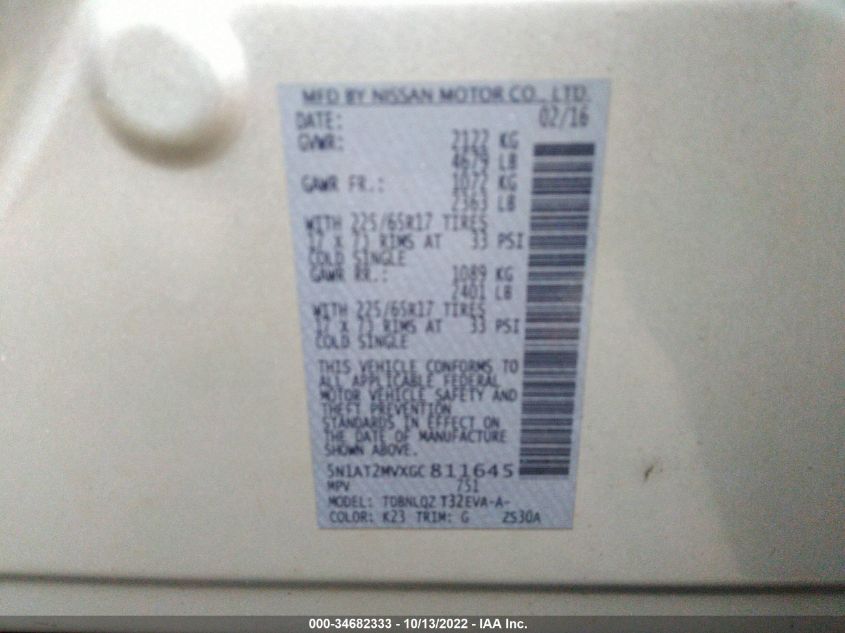 MFD BY NISSAN MOTOR CO., LTD.
DATE: 02/16
GVWR: 2122 KG
4679 LB
GAWR FR.: 1072 KG
2363 LB
WITH 225/65R17 TIRES
17 X 7J RIMS AT 33 PSI
COLD SINGLE
GAWR RR.: 1089 KG
2401 LB
WITH 225/65R17 TIRES
17 X 7J RIMS AT 33 PSI
COLD SINGLE
THIS VEHICLE CONFORMS TO
ALL APPLICABLE FEDERAL
MOTOR VEHICLE SAFETY AND
THEFT PREVENTION
STANDARDS IN EFFECT ON
THE DATE OF MANUFACTURE
SHOWN ABOVE.
5N1AT2MVXGC811645
MPV /51
MODEL: TDBNLQZ T32EVA-A-
COLOR: K23 TRIM: G ZS30A
000-34682333 - 10/13/2022 - IAA Inc.